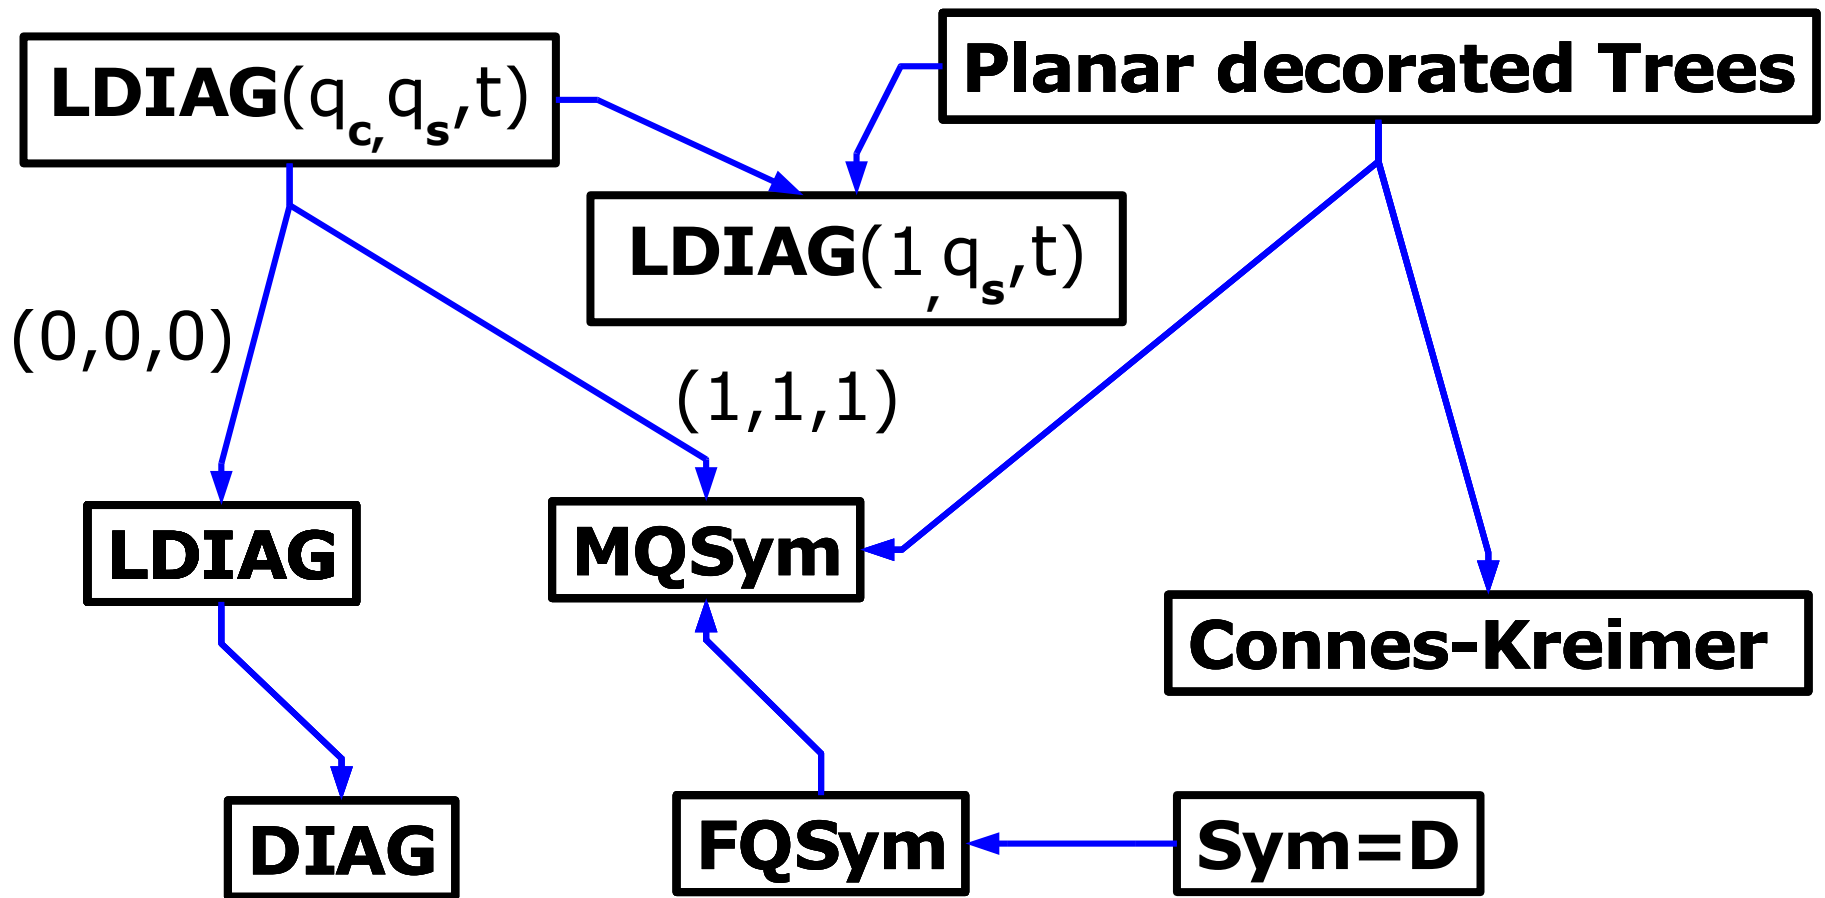 LDIAG(qc,qs,t)
Planar decorated Trees
LDIAG(1,qs,t)
(0,0,0)
(1,1,1)
LDIAG
MQSym
Connes-Kreimer
DIAG
FQSym
Sym=D